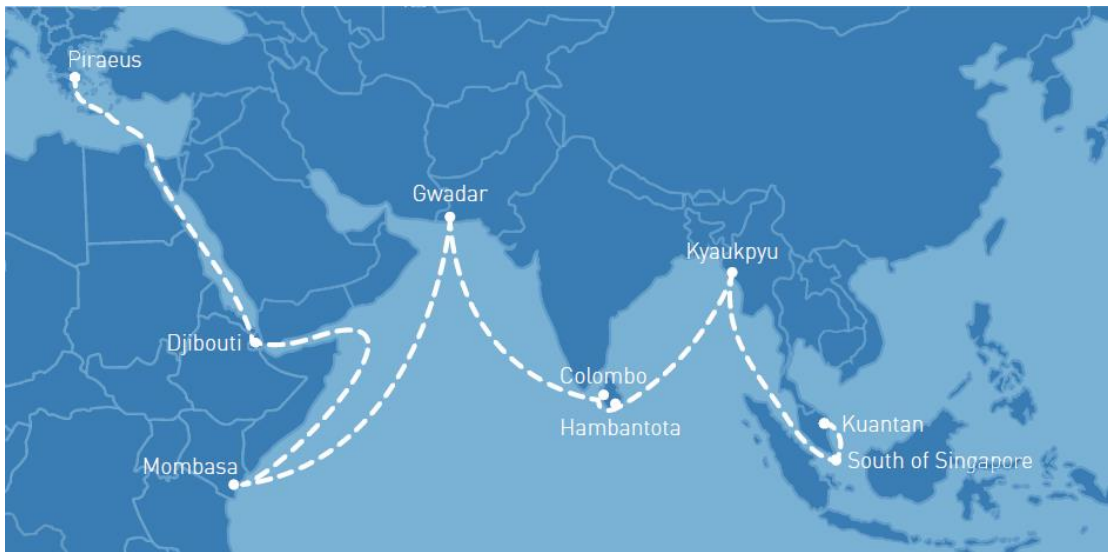 Piraeus
Gwadar
Kyaukpyu
Djibouti
Colombo
Hambantota
Kuantan
South of Singapore
Mombasa